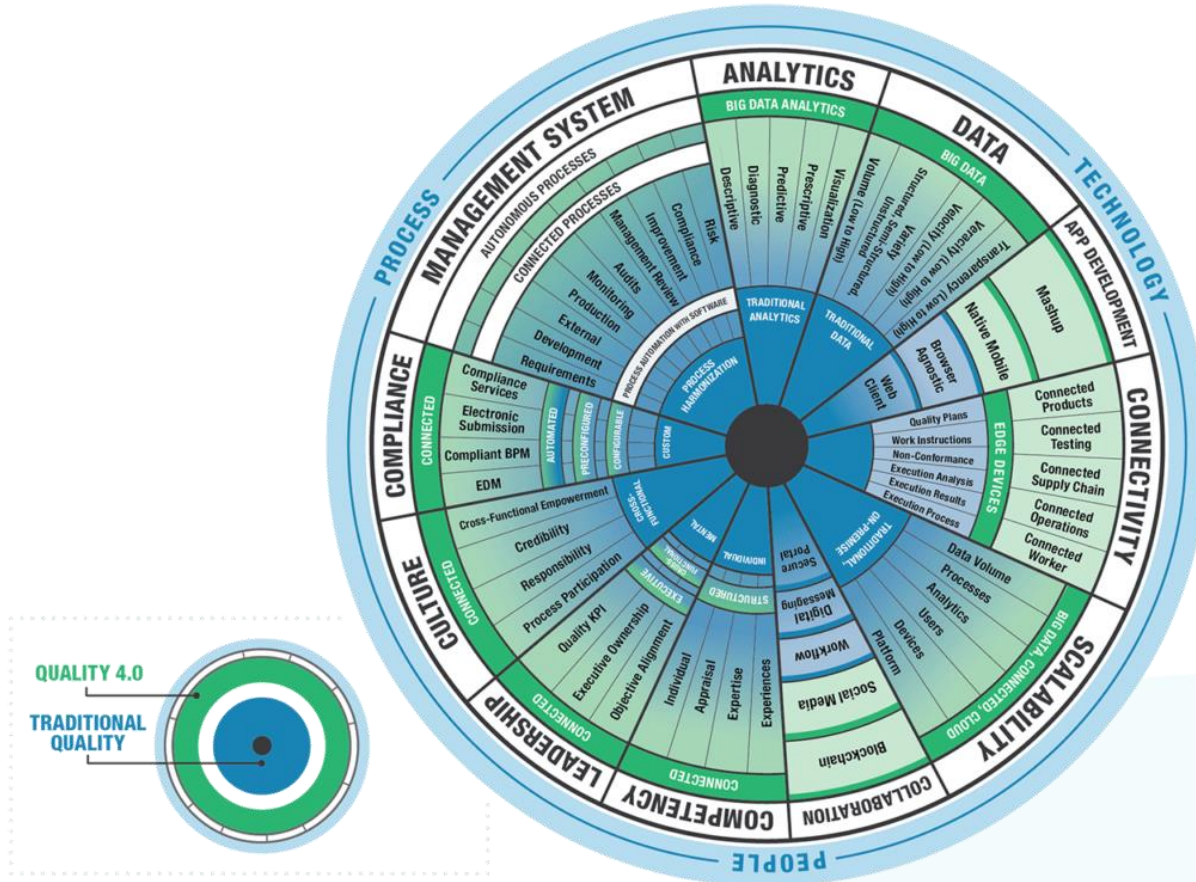 PROCESS
TECHNOLOGY
PEOPLE
MANAGEMENT SYSTEM
AUTONOMOUS PROCESSES
CONNECTED PROCESSES
Risk
Compliance
Improvement
Management Review
Audits
Monitoring
Production
External
Development
Requirements
PROCESS AUTOMATION WITH SOFTWARE
PROCESS
HARMONIZATION
ANALYTICS
BIG DATA ANALYTICS
Descriptive
Diagnostic
Predictive
Prescriptive
Visualization
TRADITIONAL
ANALYTICS
DATA
BIG DATA
Volume (Low to High)
Structured, Semi-Structured,
Unstructured
Variety
Velocity (Low to High)
Veracity (Low to High)
Transparency (Low to High)
TRADITIONAL
DATA
APP DEVELOPMENT
Mashup
Native Mobile
Browser
Agnostic
Web
Client
CONNECTIVITY
Connected
Products
Connected
Testing
Connected
Supply Chain
Connected
Operations
Connected
Worker
EDGE DEVICES
Quality Plans
Work Instructions
Non-Conformance
Execution Analysis
Execution Results
Execution Process
SCALABILITY
BIG DATA, CONNECTED, CLOUD
Data Volume
Processes
Analytics
Users
Devices
Platform
TRADITIONAL
ON-PREMISE
COLLABORATION
Secure
Portal
Digital
Messaging
Workflow
Social Media
Blockchain
COMPETENCY
CONNECTED
Individual
Appraisal
Expertise
Experiences
STRUCTURED
INDIVIDUAL
LEADERSHIP
CONNECTED
Quality KPI
Executive Ownership
Objective Alignment
EXECUTIVE
CROSS-
FUNCTIONAL
MENTAL
CULTURE
CONNECTED
Cross-Functional Empowerment
Credibility
Responsibility
Process Participation
CROSS-
FUNCTIONAL
COMPLIANCE
CONNECTED
Compliance
Services
Electronic
Submission
Compliant BPM
EDM
AUTOMATED
PRECONFIGURED
CONFIGURABLE
CUSTOM
QUALITY 4.0
TRADITIONAL
QUALITY